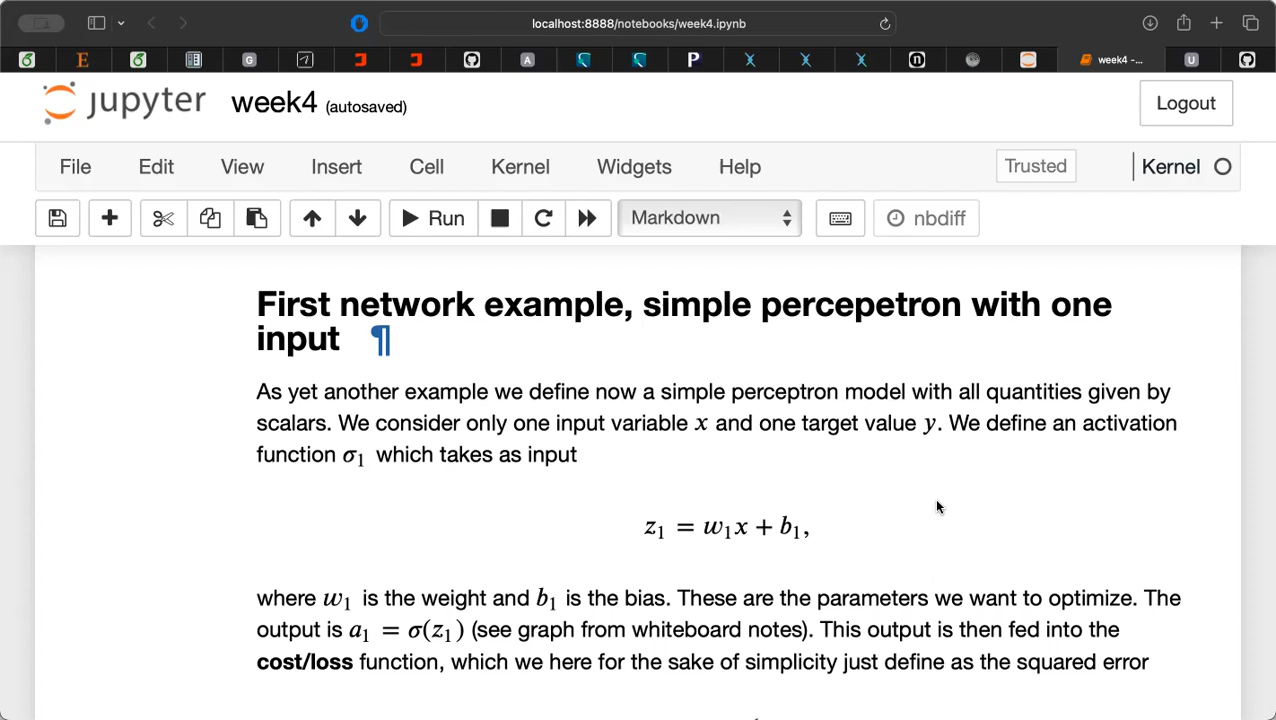 localhost:8888/notebooks/week4.ipynb
E G A P n week4 -... U
jupyter week4 (autosaved) Logout
File Edit View Insert Cell Kernel Widgets Help Trusted Kernel
Run Markdown nbdiff
First network example, simple percepetron with one
input ¶
As yet another example we define now a simple perceptron model with all quantities given by
scalars. We consider only one input variable x and one target value y. We define an activation
function σ₁ which takes as input
z₁ = w₁x + b₁,
where w₁ is the weight and b₁ is the bias. These are the parameters we want to optimize. The
output is a₁ = σ(z₁) (see graph from whiteboard notes). This output is then fed into the
cost/loss function, which we here for the sake of simplicity just define as the squared error